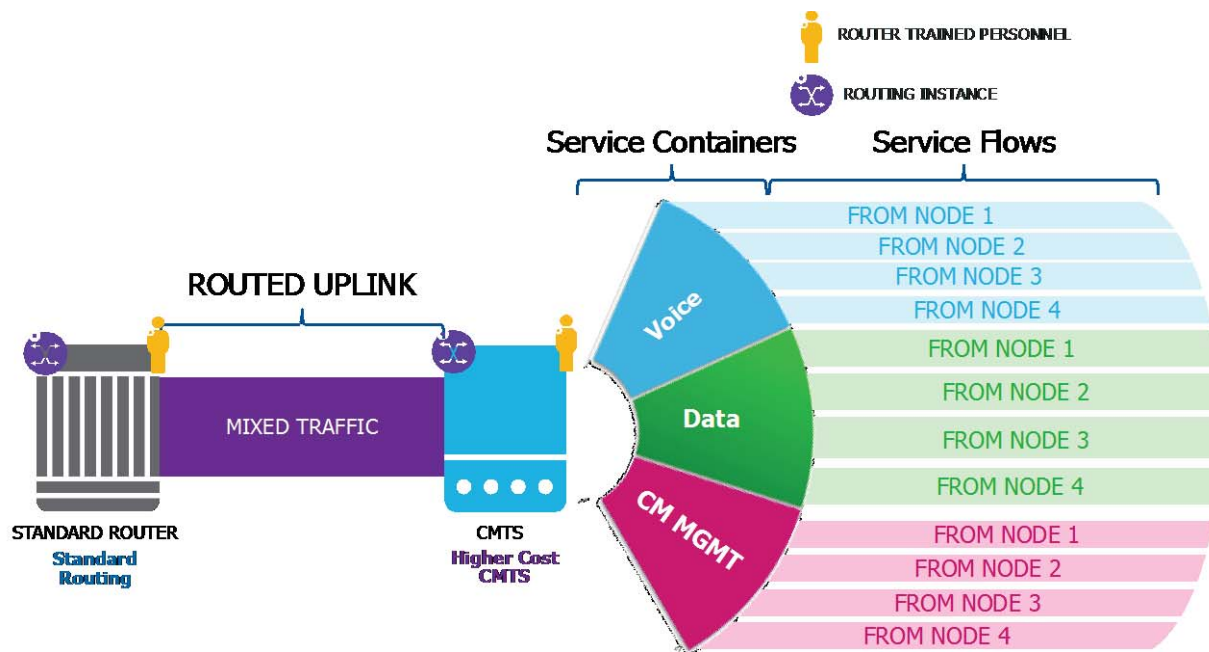 ROUTER TRAINED PERSONNEL
ROUTING INSTANCE
Service Containers
Service Flows
ROUTED UPLINK
MIXED TRAFFIC
STANDARD ROUTER
Standard
Routing
CMTS
Higher Cost
CMTS
Voice
Data
CM MGMT
FROM NODE 1
FROM NODE 2
FROM NODE 3
FROM NODE 4
FROM NODE 1
FROM NODE 2
FROM NODE 3
FROM NODE 4
FROM NODE 1
FROM NODE 2
FROM NODE 3
FROM NODE 4